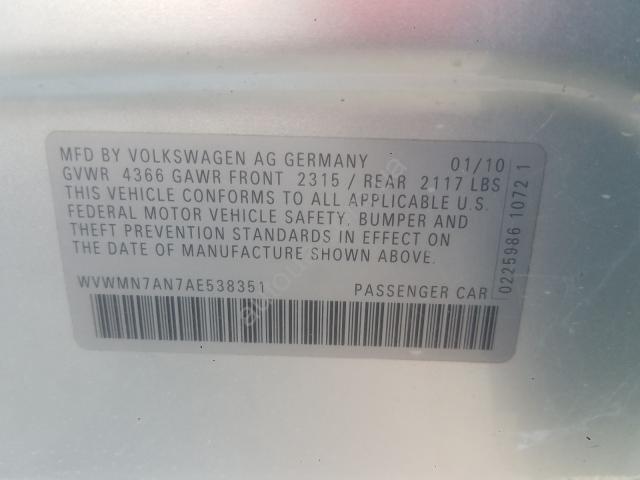 MFD BY VOLKSWAGEN AG GERMANY 01/10
GVWR 4366 GAWR FRONT 2315 / REAR 2117 LBS
THIS VEHICLE CONFORMS TO ALL APPLICABLE U.S.
FEDERAL MOTOR VEHICLE SAFETY, BUMPER AND
THEFT PREVENTION STANDARDS IN EFFECT ON
THE DATE OF MANUFACTURE SHOWN ABOVE.
WVWMN7AN7AE538351 PASSENGER CAR
0225986 1072 1